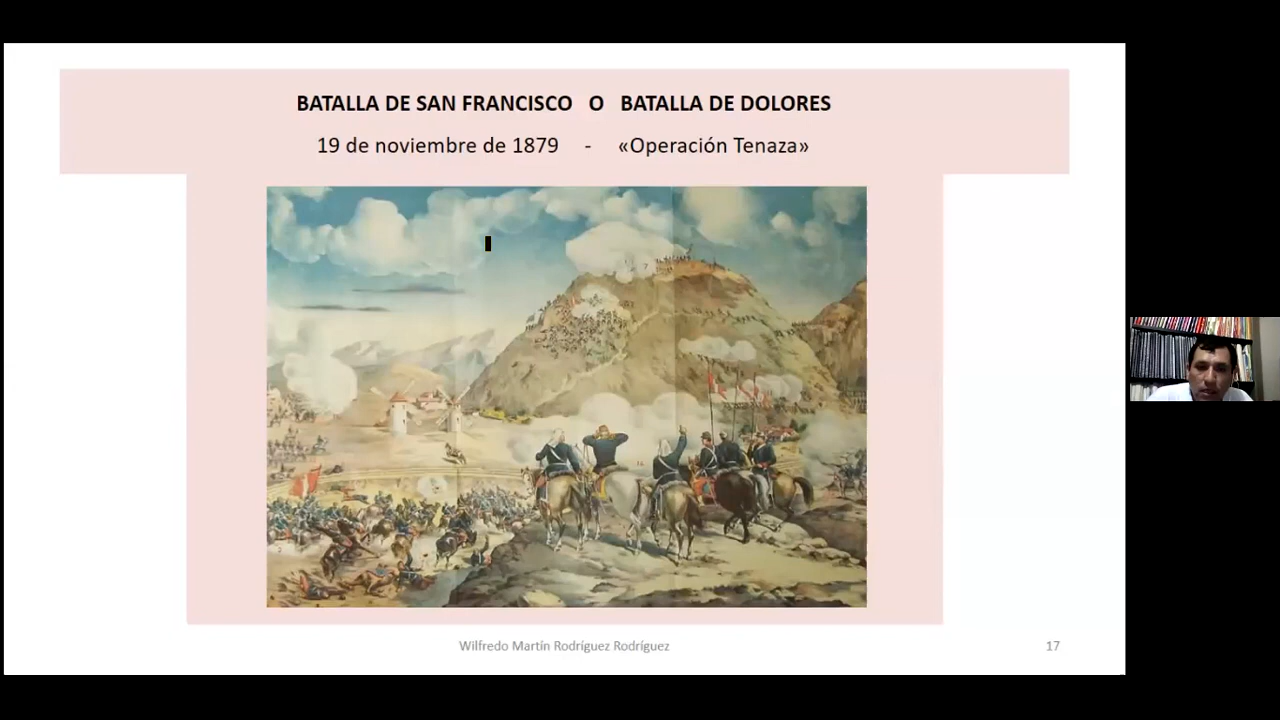 BATALLA DE SAN FRANCISCO O BATALLA DE DOLORES
19 de noviembre de 1879 - «Operación Tenaza»
Wilfredo Martín Rodríguez Rodríguez
17